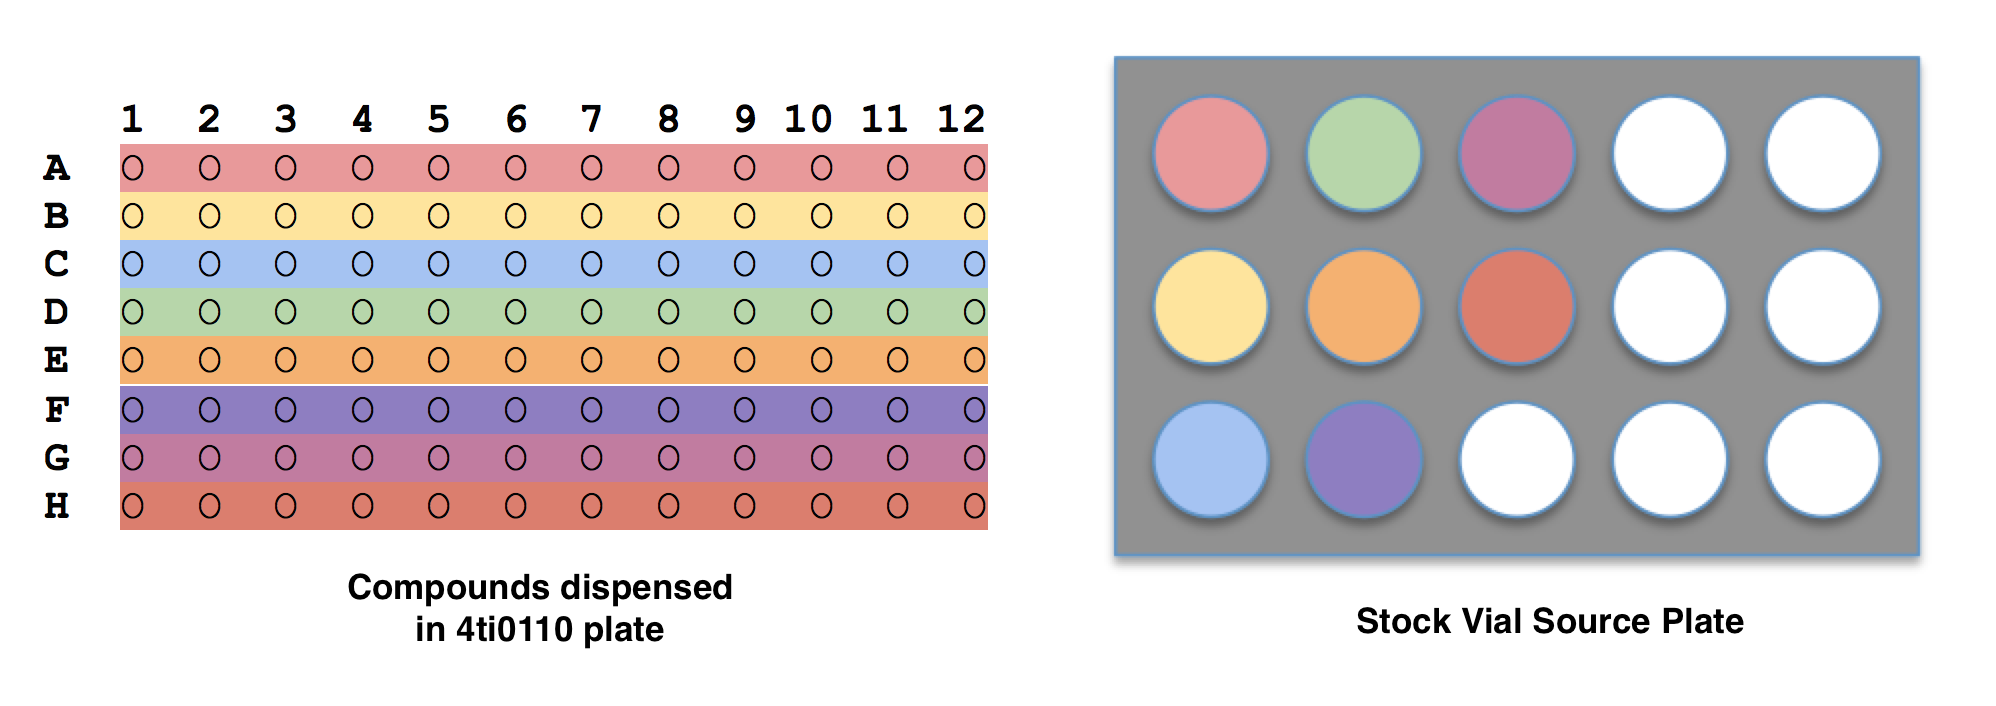 1 2 3 4 5 6 7 8 9 10 11 12
A
B
C
D
E
F
G
H
Compounds dispensed
in 4ti0110 plate
Stock Vial Source Plate